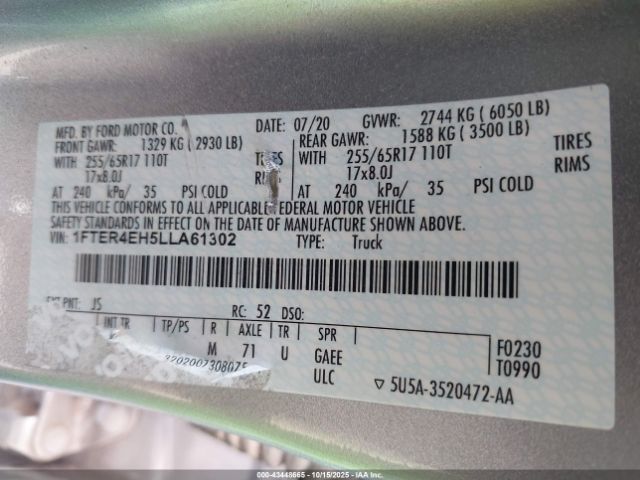 MFD. BY FORD MOTOR CO.
DATE: 07/20 GVWR: 2744 KG ( 6050 LB)
FRONT GAWR: 1329 KG ( 2930 LB) REAR GAWR: 1588 KG ( 3500 LB)
WITH 255/65R17 110T TIRES WITH 255/65R17 110T TIRES
17x8.0J RIMS 17x8.0J RIMS
AT 240 kPa/ 35 PSI COLD AT 240 kPa/ 35 PSI COLD
THIS VEHICLE CONFORMS TO ALL APPLICABLE FEDERAL MOTOR VEHICLE
SAFETY STANDARDS IN EFFECT ON THE DATE OF MANUFACTURE SHOWN ABOVE.
VIN: 1FTER4EH5LLA61302 TYPE: Truck
EXT PNT: JS RC: 52 DSO:
INT TR TP/PS R AXLE TR SPR
M 71 U GAEE
ULC
F0230
T0990
▽ 5U5A-3520472-AA
000-43448665 - 10/15/2025 - © IAA Inc.